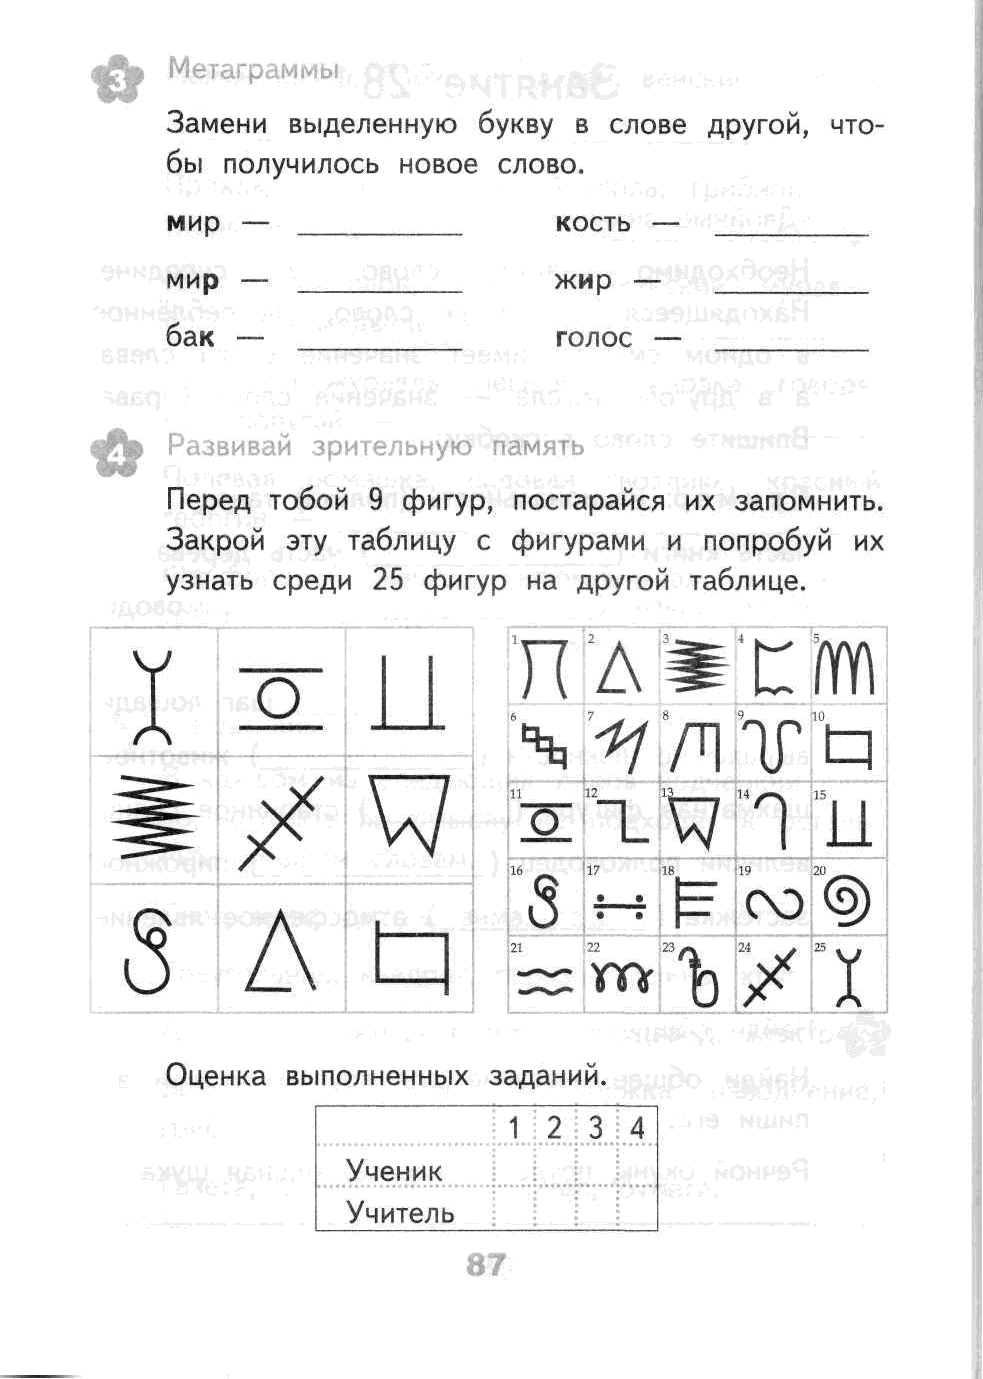 3 Метаграммы
Замени выделенную букву в слове другой, что-
бы получилось новое слово.
мир — кость —
мир — жир —
бак — голос —
4 Развивай зрительную память
Перед тобой 9 фигур, постарайся их запомнить.
Закрой эту таблицу с фигурами и попробуй их
узнать среди 25 фигур на другой таблице.
1 2 3 4 5
6 7 8 9 10
11 12 13 14 15
16 17 18 19 20
21 22 23 24 25
Оценка выполненных заданий.
1 2 3 4
Ученик
Учитель
87